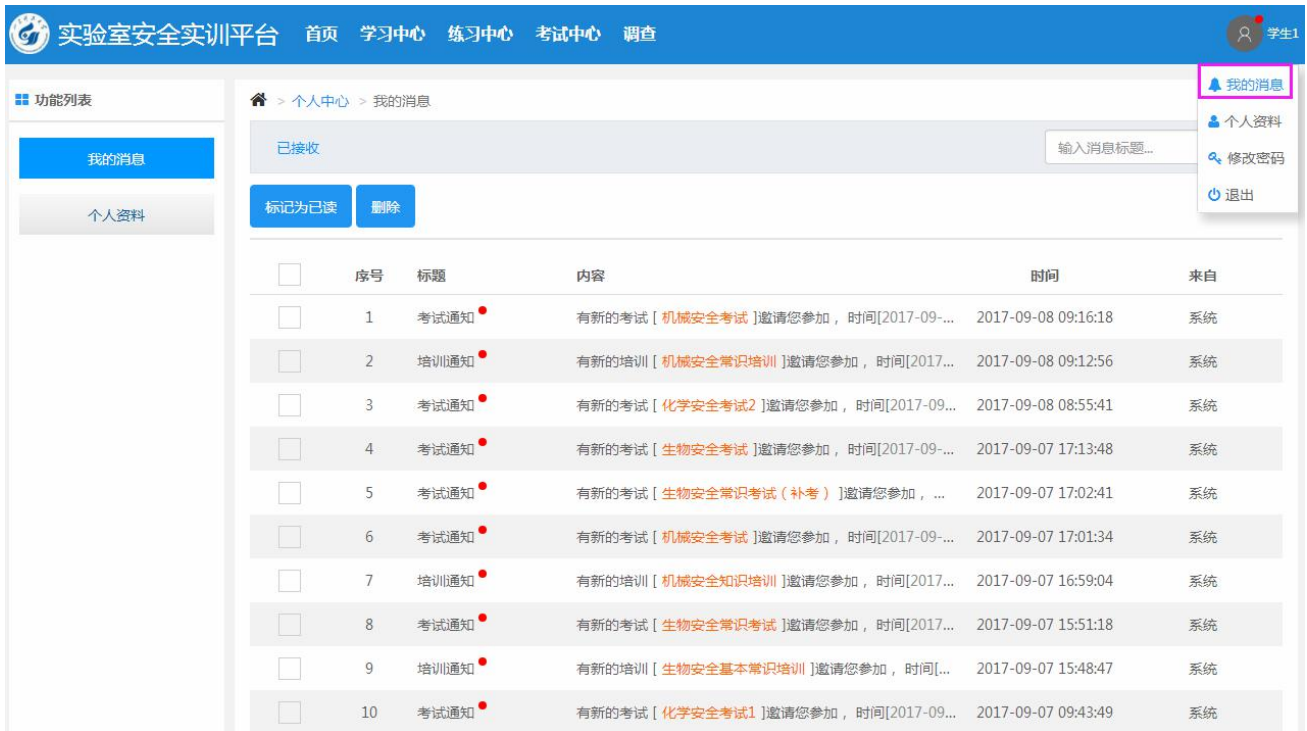 实验室安全实训平台 首页 学习中心 练习中心 考试中心 调查 学生1
我的消息
个人资料
修改密码
退出
功能列表
我的消息
个人资料
> 个人中心 > 我的消息
已接收 输入消息标题...
标记为已读 删除
序号 标题 内容 时间 来自
1 考试通知 有新的考试 [ 机械安全考试 ]邀请您参加，时间[2017-09-... 2017-09-08 09:16:18 系统
2 培训通知 有新的培训 [ 机械安全常识培训 ]邀请您参加，时间[2017... 2017-09-08 09:12:56 系统
3 考试通知 有新的考试 [ 化学安全考试2 ]邀请您参加，时间[2017-09... 2017-09-08 08:55:41 系统
4 考试通知 有新的考试 [ 生物安全考试 ]邀请您参加，时间[2017-09-... 2017-09-07 17:13:48 系统
5 考试通知 有新的考试 [ 生物安全常识考试（补考） ]邀请您参加，... 2017-09-07 17:02:41 系统
6 考试通知 有新的考试 [ 机械安全考试 ]邀请您参加，时间[2017-09-... 2017-09-07 17:01:34 系统
7 培训通知 有新的培训 [ 机械安全知识培训 ]邀请您参加，时间[2017... 2017-09-07 16:59:04 系统
8 考试通知 有新的考试 [ 生物安全常识考试 ]邀请您参加，时间[2017... 2017-09-07 15:51:18 系统
9 培训通知 有新的培训 [ 生物安全基本常识培训 ]邀请您参加，时间[... 2017-09-07 15:48:47 系统
10 考试通知 有新的考试 [ 化学安全考试1 ]邀请您参加，时间[2017-09... 2017-09-07 09:43:49 系统